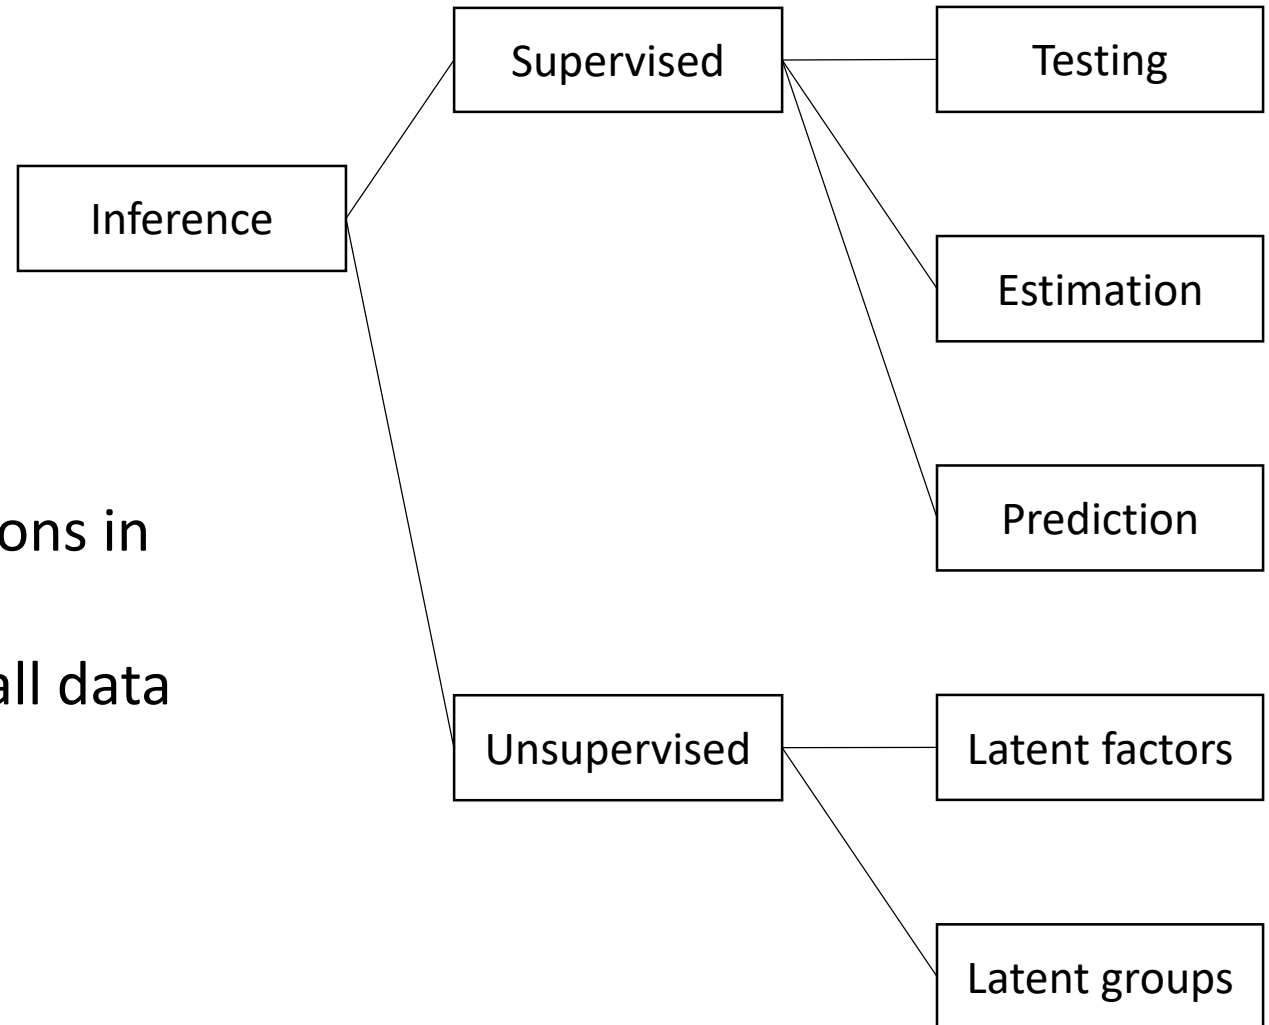 Supervised
Testing
Inference
Estimation
Prediction
ons in
all data
Unsupervised
Latent factors
Latent groups